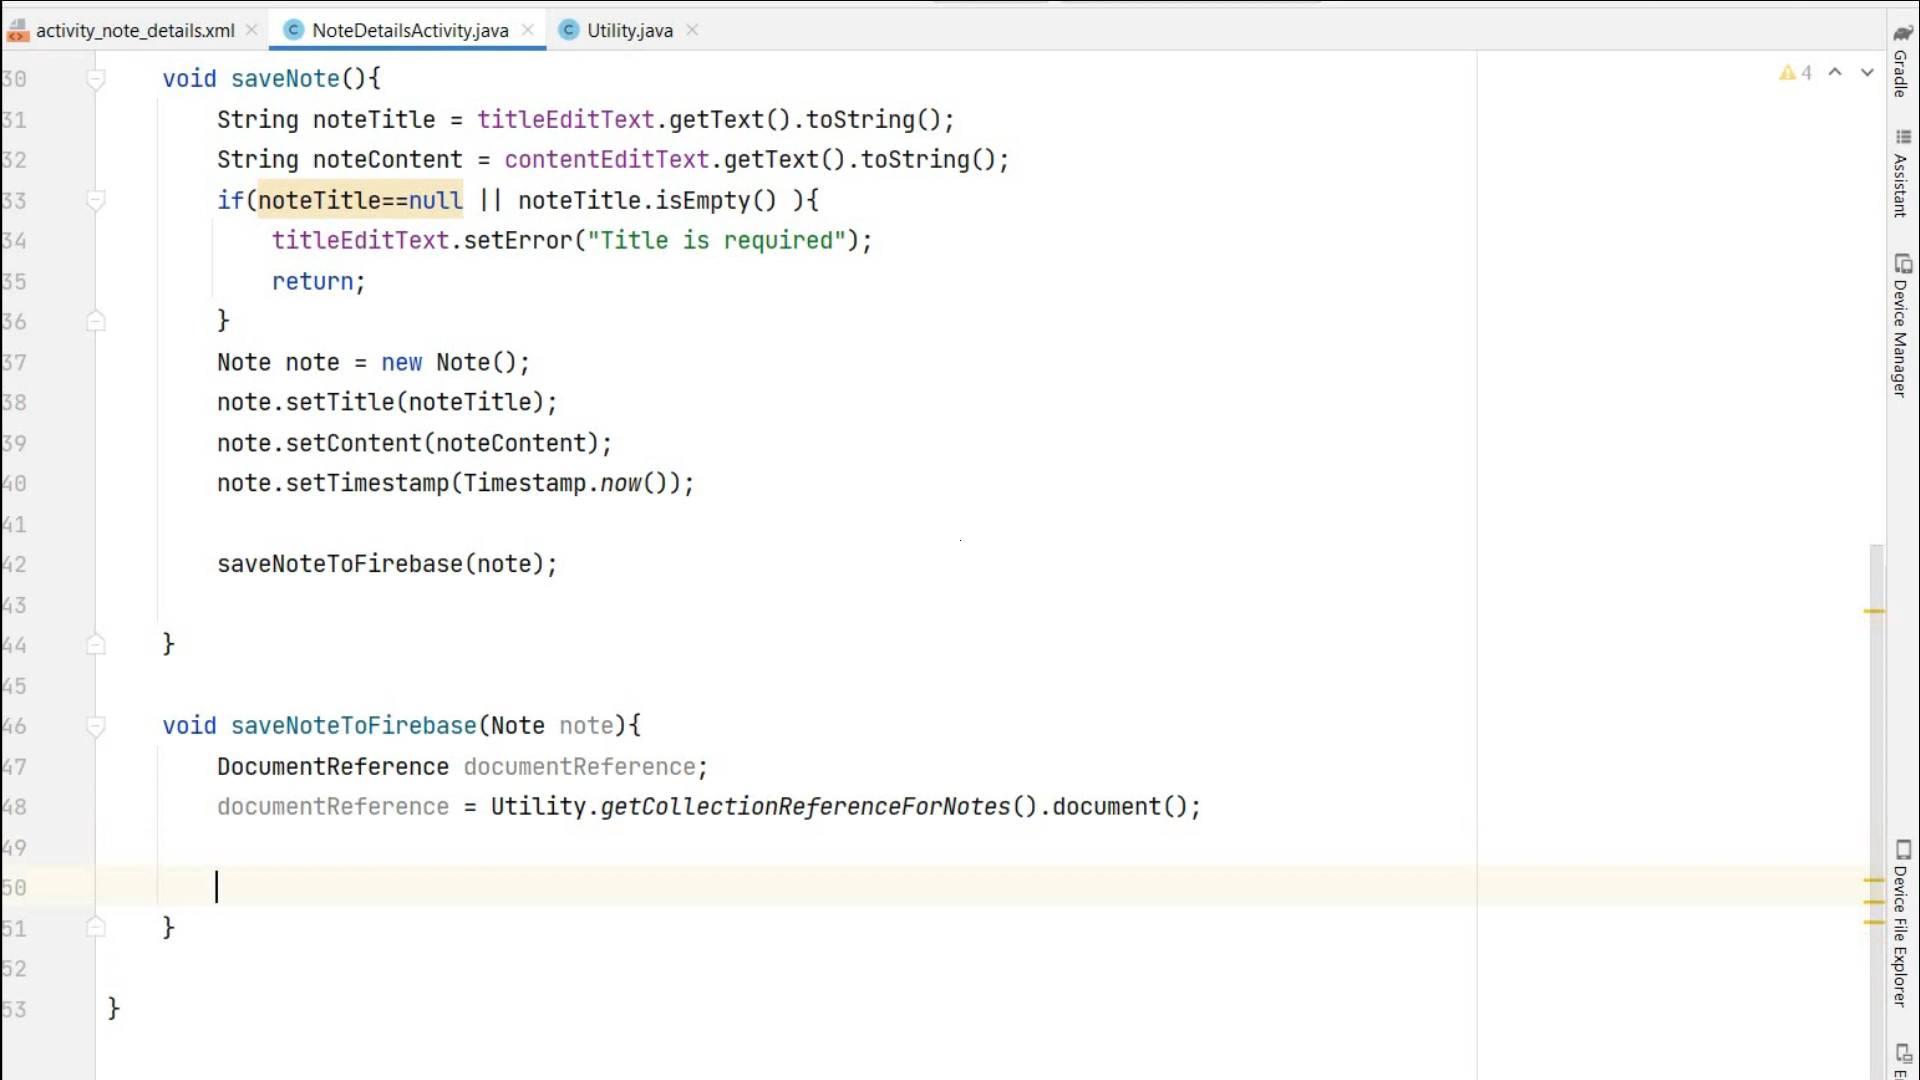 activity_note_details.xml
NoteDetailsActivity.java
Utility.java
30 void saveNote(){
31 String noteTitle = titleEditText.getText().toString();
32 String noteContent = contentEditText.getText().toString();
33 if(noteTitle==null || noteTitle.isEmpty() ){
34 titleEditText.setError("Title is required");
35 return;
36 }
37 Note note = new Note();
38 note.setTitle(noteTitle);
39 note.setContent(noteContent);
40 note.setTimestamp(Timestamp.now());
41
42 saveNoteToFirebase(note);
43
44 }
45
46 void saveNoteToFirebase(Note note){
47 DocumentReference documentReference;
48 documentReference = Utility.getCollectionReferenceForNotes().document();
49
50
51 }
52
53 }
4
Gradle
Assistant
Device Manager
Device File Explorer